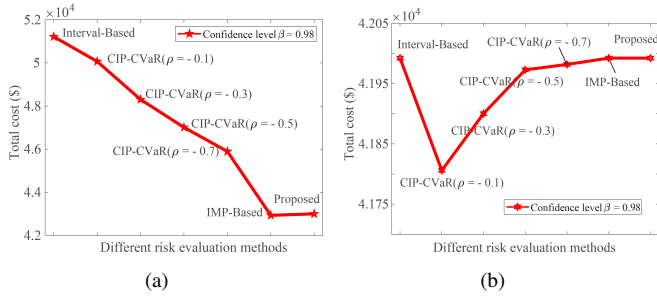 5.2 ×10⁴
5
4.8
4.6
4.4
4.2
Total cost ($)
Interval-Based
Confidence level β = 0.98
CIP-CVaR(ρ = - 0.1)
CIP-CVaR(ρ = - 0.3)
CIP-CVaR(ρ = - 0.5)
CIP-CVaR(ρ = - 0.7)
Proposed
IMP-Based
Different risk evaluation methods
(a)
4.205 ×10⁴
4.195
4.185
4.175
Total cost ($)
Interval-Based
CIP-CVaR(ρ = - 0.7)
Proposed
CIP-CVaR(ρ = - 0.5)
IMP-Based
CIP-CVaR(ρ = - 0.3)
CIP-CVaR(ρ = - 0.1)
Confidence level β = 0.98
Different risk evaluation methods
(b)